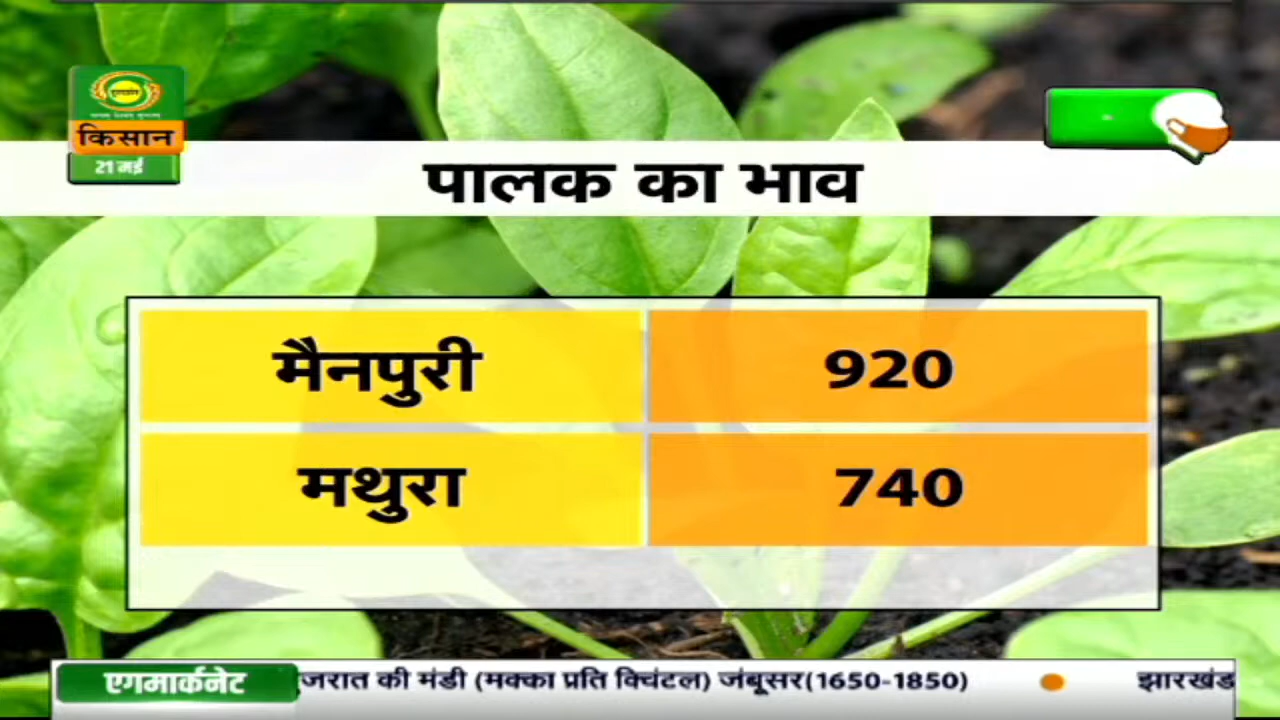 किसान
21 मई
पालक का भाव
मैनपुरी 920
मथुरा 740
एगमार्कनेट
जरात की मंडी (मक्का प्रति क्विंटल) जंबूसर(1650-1850) झारखंड